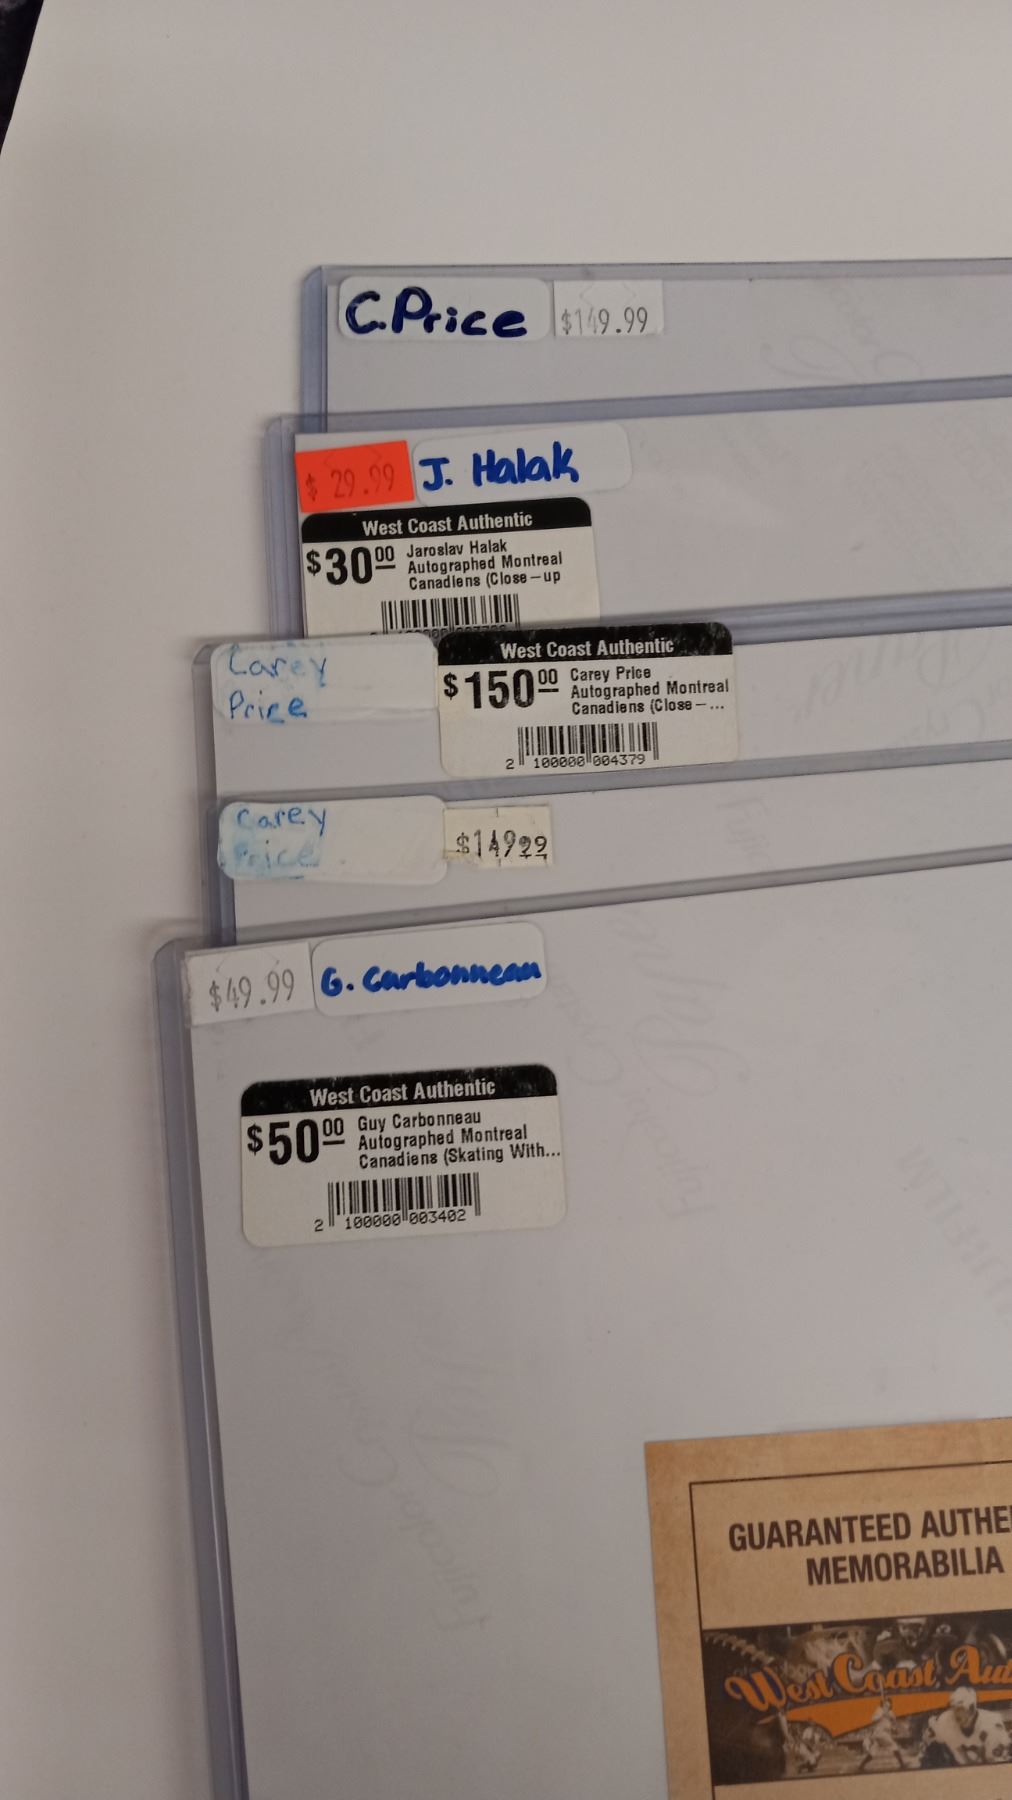 C. Price $149.99
$29.99 J. Halak
West Coast Authentic
$30 00 Jaroslav Halak
Autographed Montreal
Canadiens (Close-up
Carey
Price
West Coast Authentic
$150 00 Carey Price
Autographed Montreal
Canadiens (Close-...
2 100000 004379
Carey
Price
$149 99
$49.99 G. Carbonneau
West Coast Authentic
$50 00 Guy Carbonneau
Autographed Montreal
Canadiens (Skating With...
2 100000 003402
GUARANTEED AUTHE
MEMORABILIA
West Coast Aut